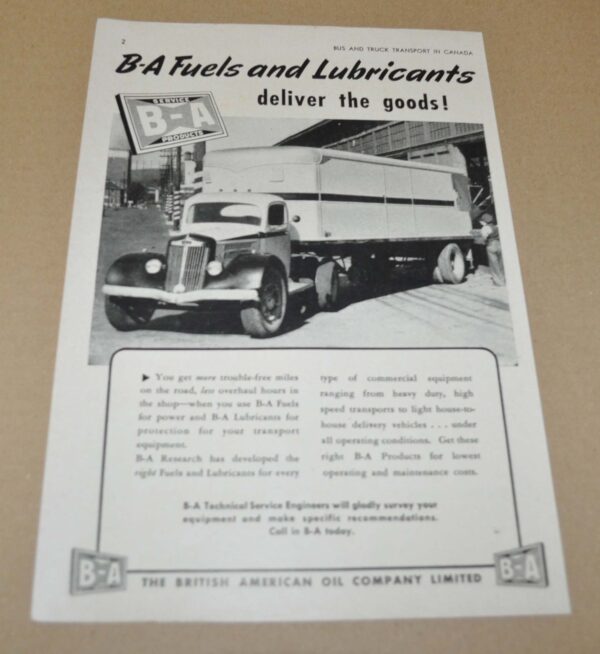 2
BUS AND TRUCK TRANSPORT IN CANADA
B-A Fuels and Lubricants
deliver the goods!
SERVICE
B-A
PRODUCTS
► You get more trouble-free miles
on the road, less overhaul hours in
the shop—when you use B-A Fuels
for power and B-A Lubricants for
protection for your transport
equipment.
B-A Research has developed the
right Fuels and Lubricants for every
type of commercial equipment
ranging from heavy duty, high
speed transports to light house-to-
house delivery vehicles . . . under
all operating conditions. Get these
right B-A Products for lowest
operating and maintenance costs.
B-A Technical Service Engineers will gladly survey your
equipment and make specific recommendations.
Call in B-A today.
B-A
THE BRITISH AMERICAN OIL COMPANY LIMITED
B-A